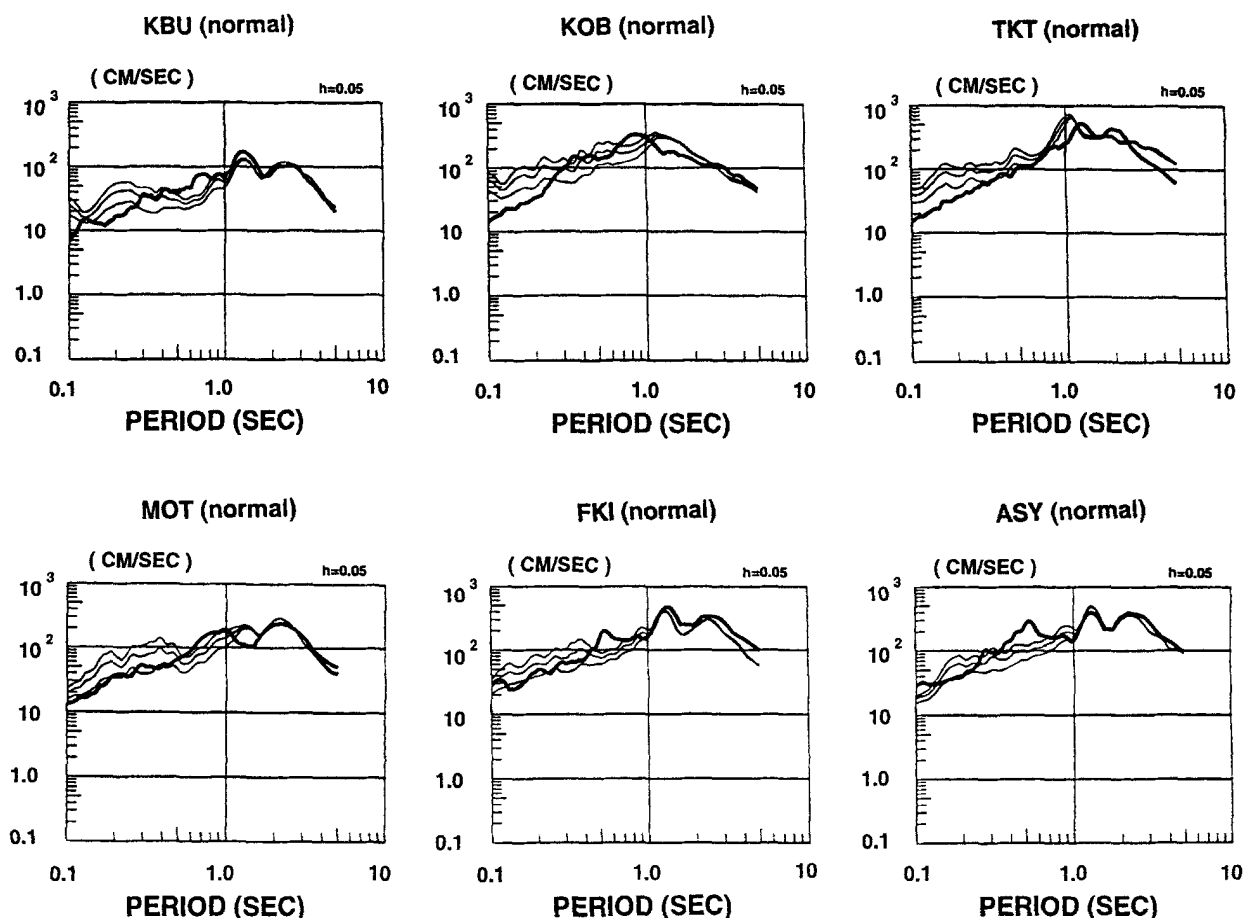 KBU (normal)
KOB (normal)
TKT (normal)
( CM/SEC )
h=0.05
( CM/SEC )
h=0.05
( CM/SEC )
h=0.05
10 3
10 2
10
1.0
0.1
0.1
1.0
10
PERIOD (SEC)
10 3
10 2
10
1.0
0.1
0.1
1.0
10
PERIOD (SEC)
10 3
10 2
10
1.0
0.1
0.1
1.0
10
PERIOD (SEC)
MOT (normal)
FKI (normal)
ASY (normal)
( CM/SEC )
h=0.05
( CM/SEC )
h=0.05
( CM/SEC )
h=0.05
10 3
10 2
10
1.0
0.1
0.1
1.0
10
PERIOD (SEC)
10 3
10 2
10
1.0
0.1
0.1
1.0
10
PERIOD (SEC)
10 3
10 2
10
1.0
0.1
0.1
1.0
10
PERIOD (SEC)